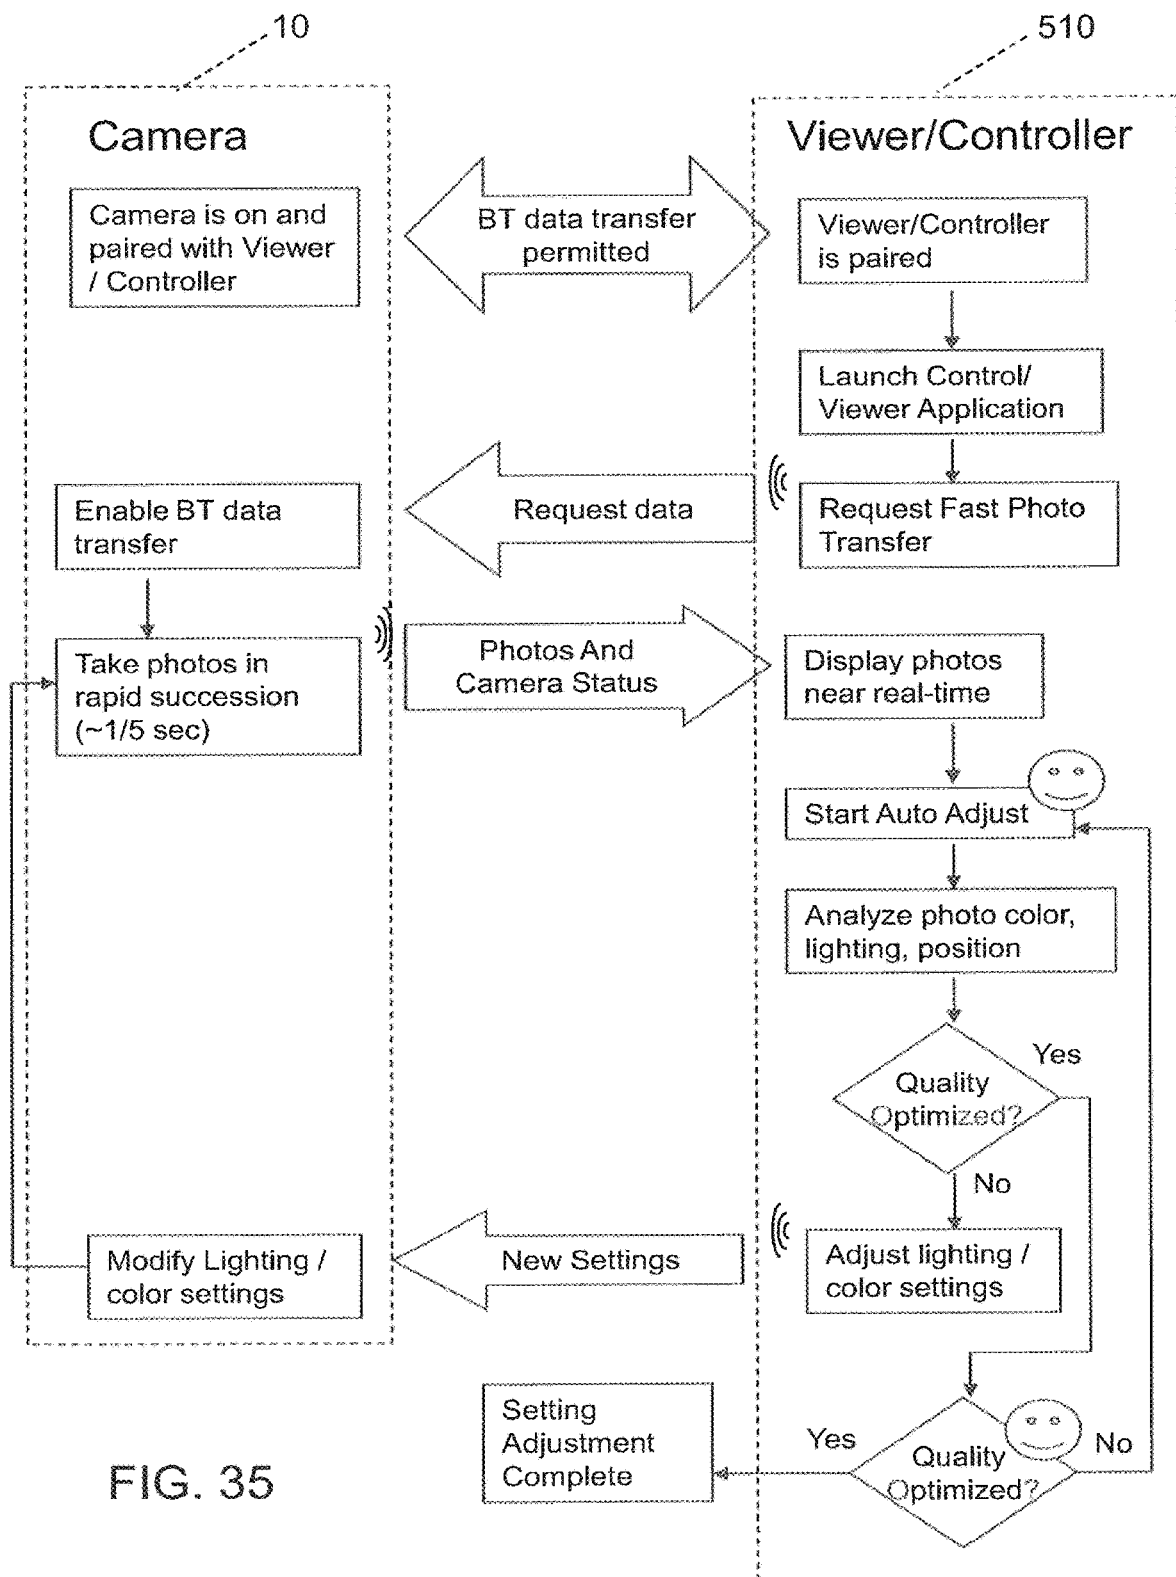 10
510
Camera
Viewer/Controller
Camera is on and
paired with Viewer
/ Controller
BT data transfer
permitted
Viewer/Controller
is paired
Launch Control/
Viewer Application
Enable BT data
transfer
Request data
Request Fast Photo
Transfer
Take photos in
rapid succession
(~1/5 sec)
Photos And
Camera Status
Display photos
near real-time
Start Auto Adjust
Analyze photo color,
lighting, position
Quality
Optimized?
Yes
No
Modify Lighting /
color settings
New Settings
Adjust lighting /
color settings
Setting
Adjustment
Complete
Yes
Quality
Optimized?
No
FIG. 35